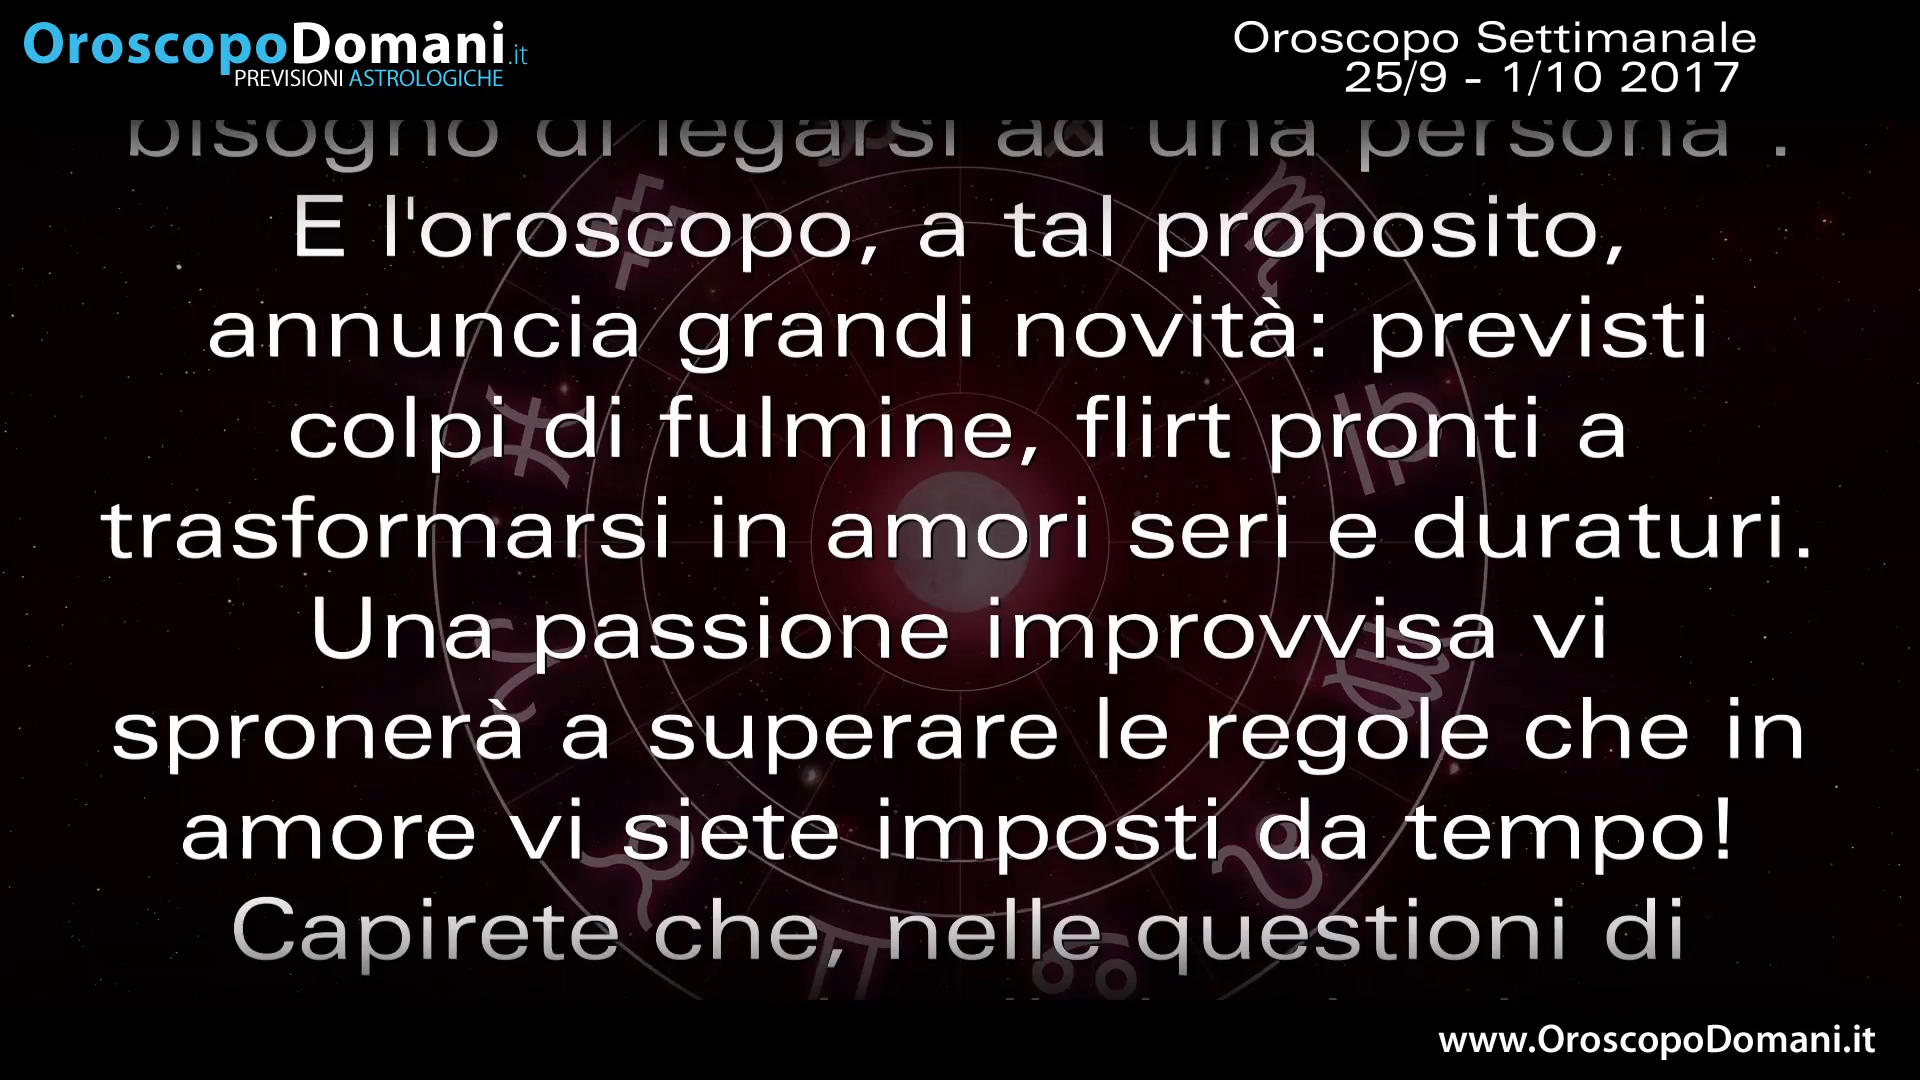 OroscopoDomani.it
PREVISIONI ASTROLOGICHE
Oroscopo Settimanale
25/9 - 1/10 2017
bisogno di legarsi ad una persona .
E l'oroscopo, a tal proposito,
annuncia grandi novità: previsti
colpi di fulmine, flirt pronti a
trasformarsi in amori seri e duraturi.
Una passione improvvisa vi
spronerà a superare le regole che in
amore vi siete imposti da tempo!
Capirete che, nelle questioni di
www.OroscopoDomani.it